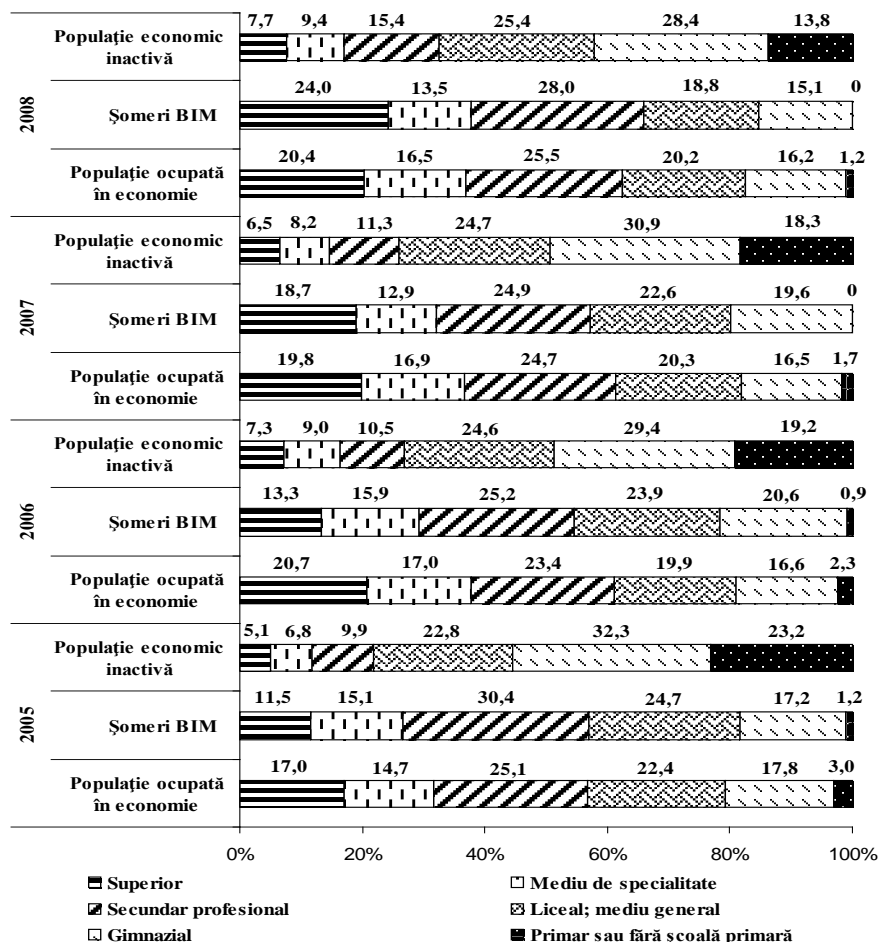 7,7 9,4 15,4 25,4 28,4 13,8
Populaţie economic
inactivă
24,0 13,5 28,0 18,8 15,1 0
Şomeri BIM
2008
20,4 16,5 25,5 20,2 16,2 1,2
Populaţie ocupată
în economie
6,5 8,2 11,3 24,7 30,9 18,3
Populaţie economic
inactivă
18,7 12,9 24,9 22,6 19,6 0
Şomeri BIM
2007
19,8 16,9 24,7 20,3 16,5 1,7
Populaţie ocupată
în economie
7,3 9,0 10,5 24,6 29,4 19,2
Populaţie economic
inactivă
13,3 15,9 25,2 23,9 20,6 0,9
Şomeri BIM
2006
20,7 17,0 23,4 19,9 16,6 2,3
Populaţie ocupată
în economie
5,1 6,8 9,9 22,8 32,3 23,2
Populaţie economic
inactivă
11,5 15,1 30,4 24,7 17,2 1,2
Şomeri BIM
2005
17,0 14,7 25,1 22,4 17,8 3,0
Populaţie ocupată
în economie
0% 20% 40% 60% 80% 100%
Superior Mediu de specialitate
Secundar profesional Liceal; mediu general
Gimnazial Primar sau fără şcoală primară